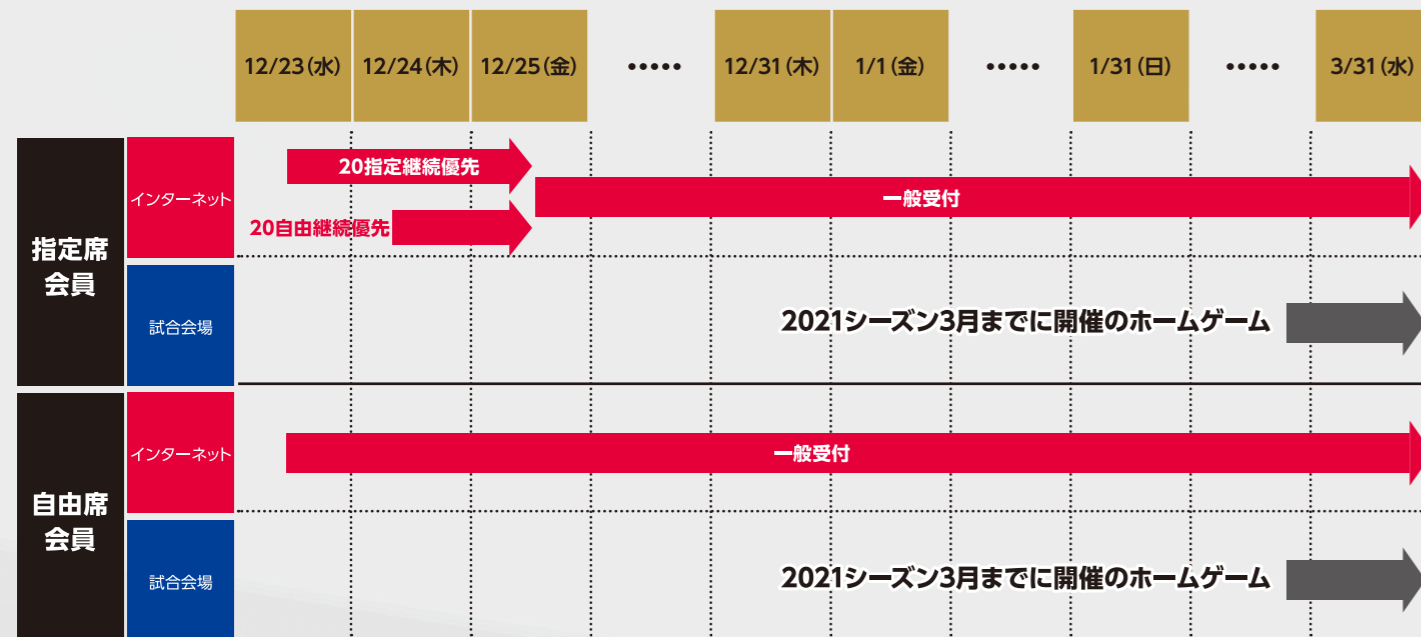 12/23(水) 12/24(木) 12/25(金) ••••• 12/31(木) 1/1(金) ••••• 1/31(日) ••••• 3/31(水)
指定席
会員
インターネット
20指定継続優先
20自由継続優先
一般受付
試合会場
2021シーズン3月までに開催のホームゲーム
自由席
会員
インターネット
一般受付
試合会場
2021シーズン3月までに開催のホームゲーム